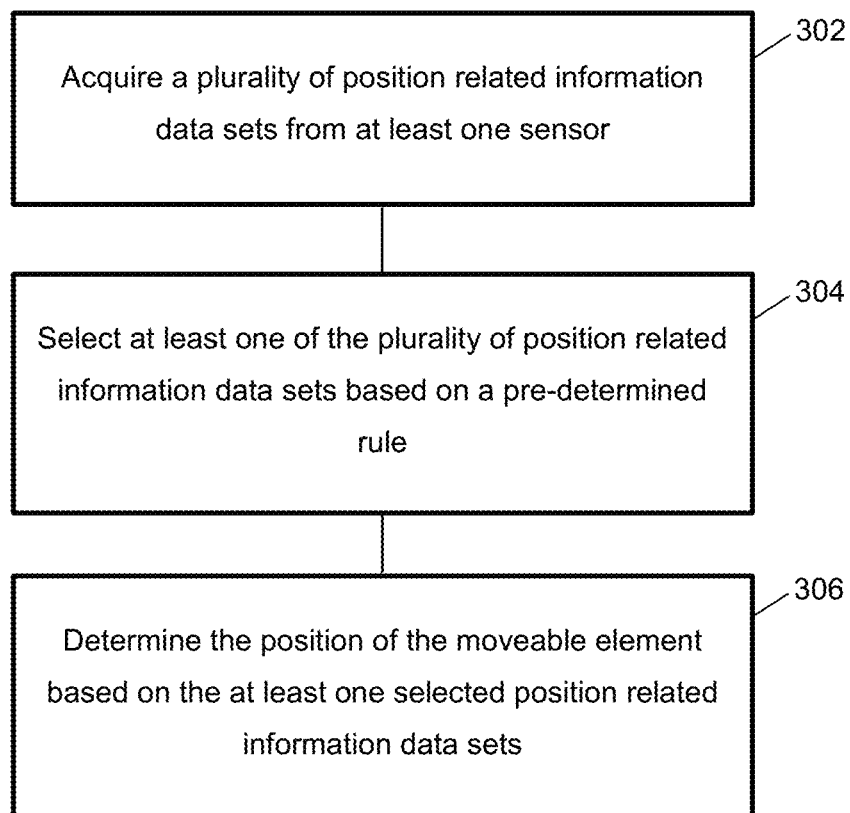 302
Acquire a plurality of position related information
data sets from at least one sensor
304
Select at least one of the plurality of position related
information data sets based on a pre-determined
rule
306
Determine the position of the moveable element
based on the at least one selected position related
information data sets